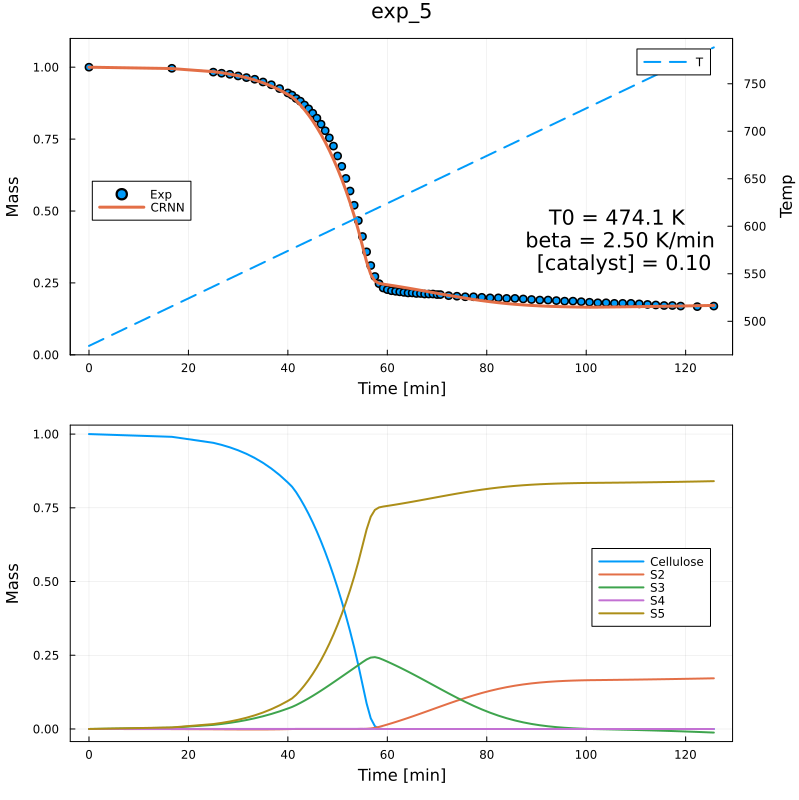 exp_5
1.00
0.75
0.50
0.25
0.00
Mass
Exp
CRNN
T
750
700
650
600
550
500
Temp
T0 = 474.1 K
beta = 2.50 K/min
[catalyst] = 0.10
0 20 40 60 80 100 120
Time [min]
1.00
0.75
0.50
0.25
0.00
Mass
Cellulose
S2
S3
S4
S5
0 20 40 60 80 100 120
Time [min]